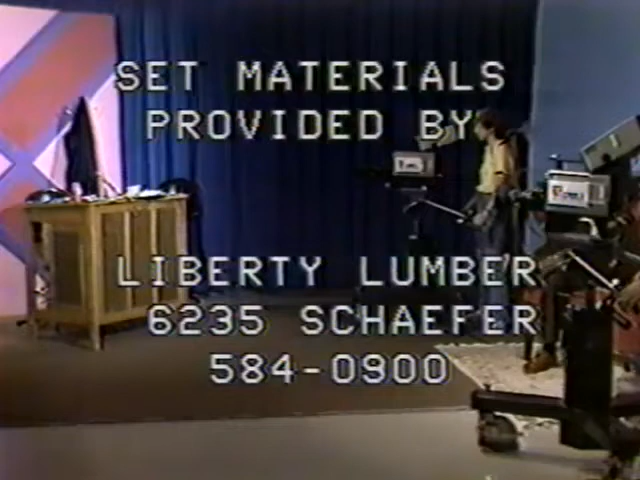 SET MATERIALS
PROVIDED BY
LIBERTY LUMBER
6235 SCHAEFER
584-0900